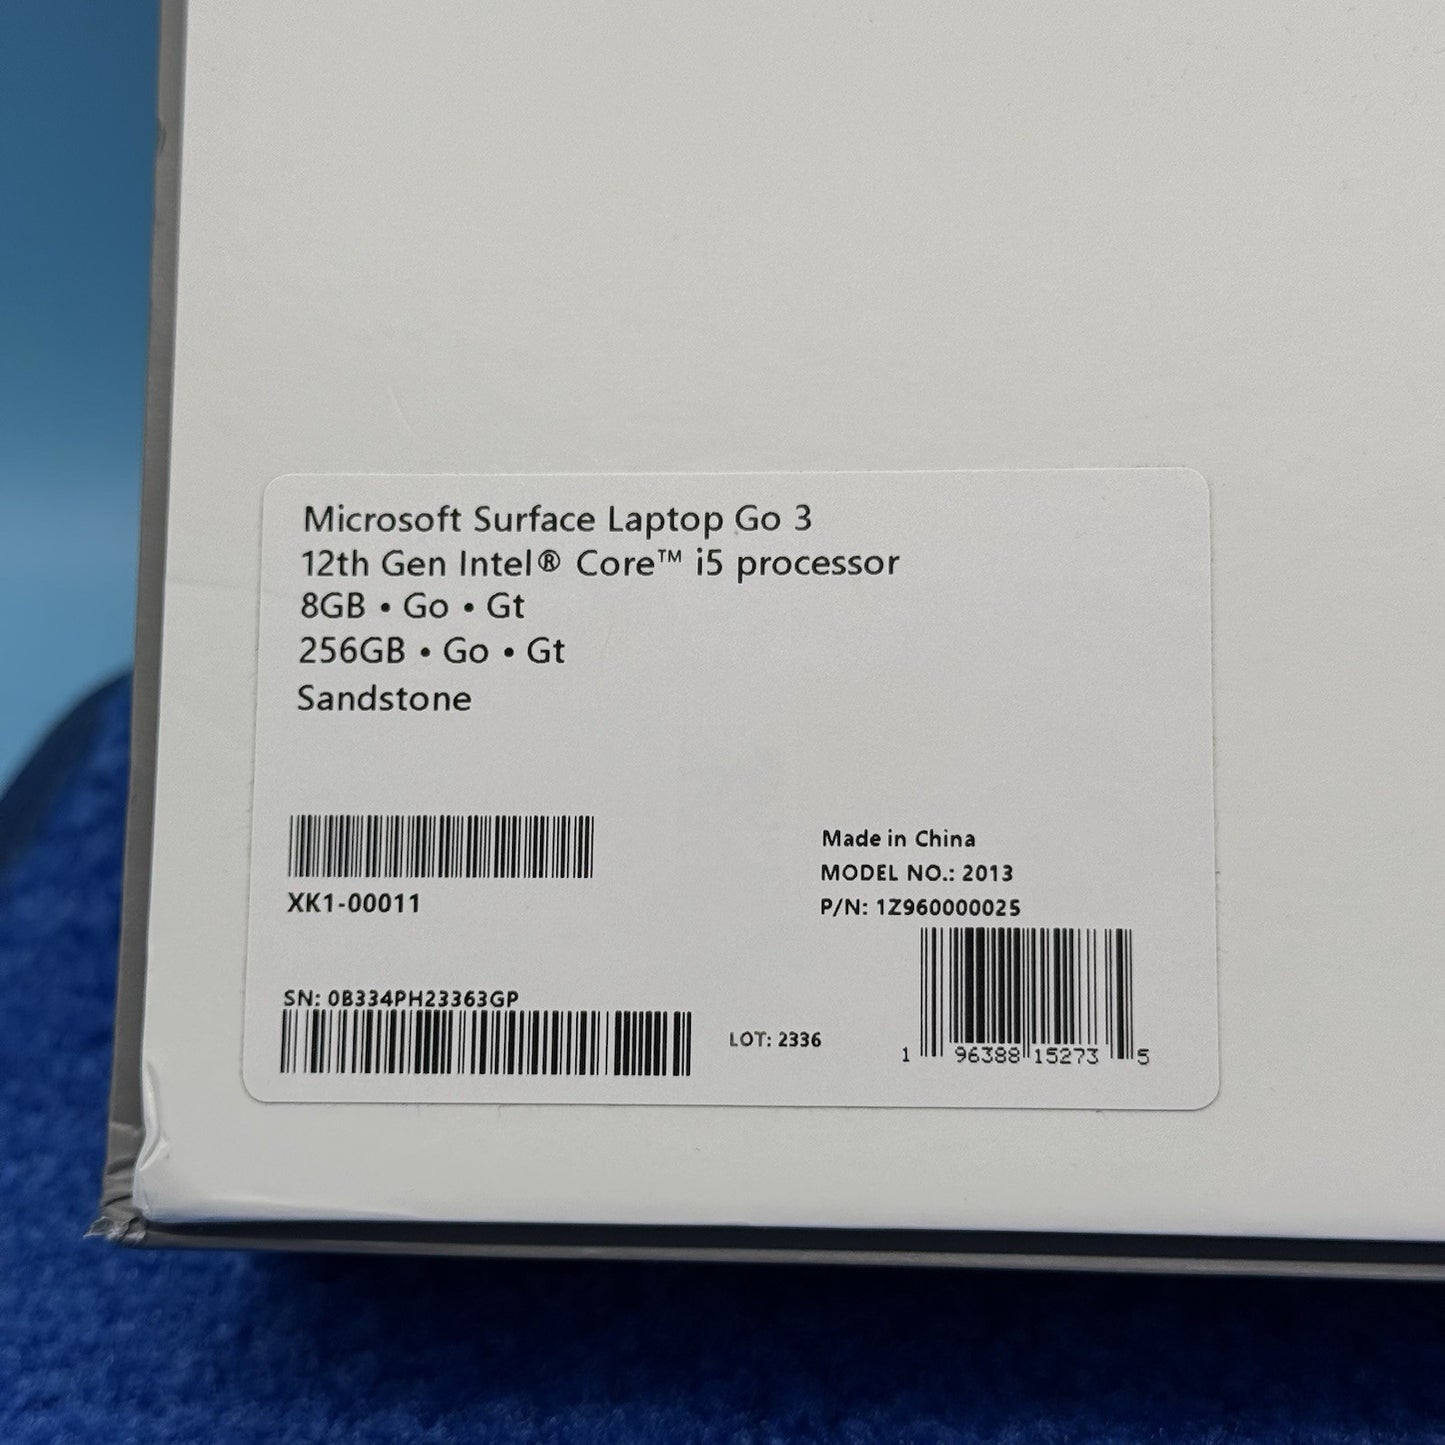 Microsoft Surface Laptop Go 3
12th Gen Intel® Core™ i5 processor
8GB • Go • Gt
256GB • Go • Gt
Sandstone
XK1-00011
Made in China
MODEL NO.: 2013
P/N: 1Z960000025
SN: 0B334PH23363GP
LOT: 2336
1 96388 15273 5